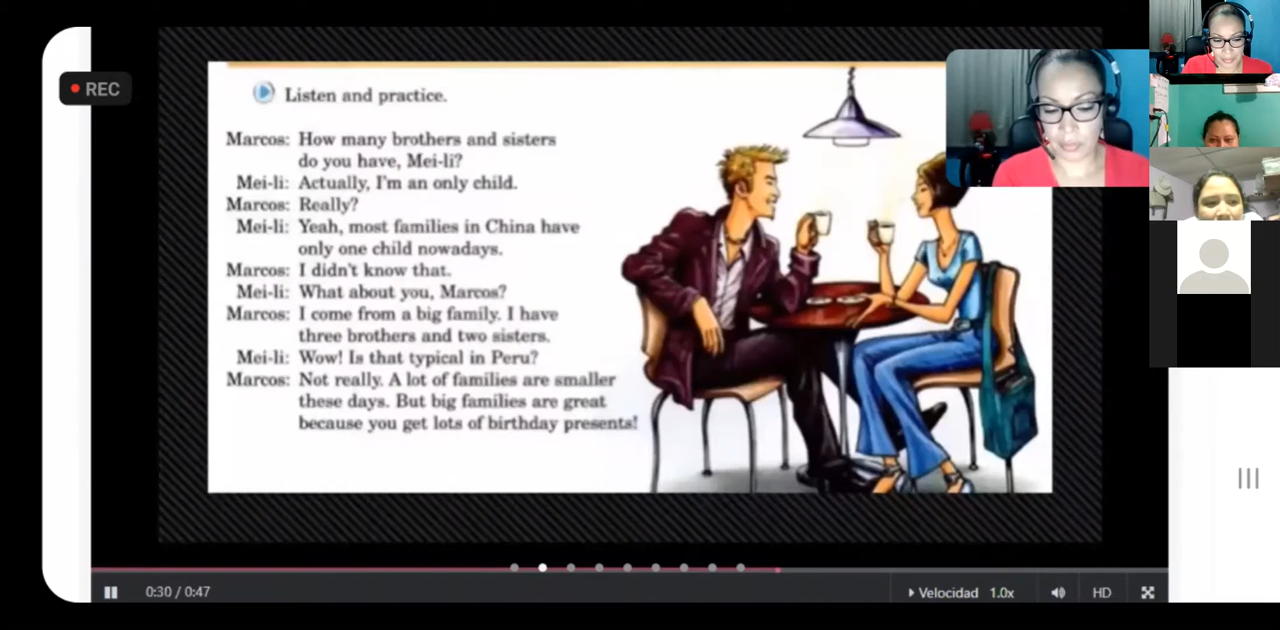 REC
Listen and practice.
Marcos: How many brothers and sisters
do you have, Mei-li?
Mei-li: Actually, I'm an only child.
Marcos: Really?
Mei-li: Yeah, most families in China have
only one child nowadays.
Marcos: I didn't know that.
Mei-li: What about you, Marcos?
Marcos: I come from a big family. I have
three brothers and two sisters.
Mei-li: Wow! Is that typical in Peru?
Marcos: Not really. A lot of families are smaller
these days. But big families are great
because you get lots of birthday presents!
0:30 / 0:47
Velocidad 1.0x
HD